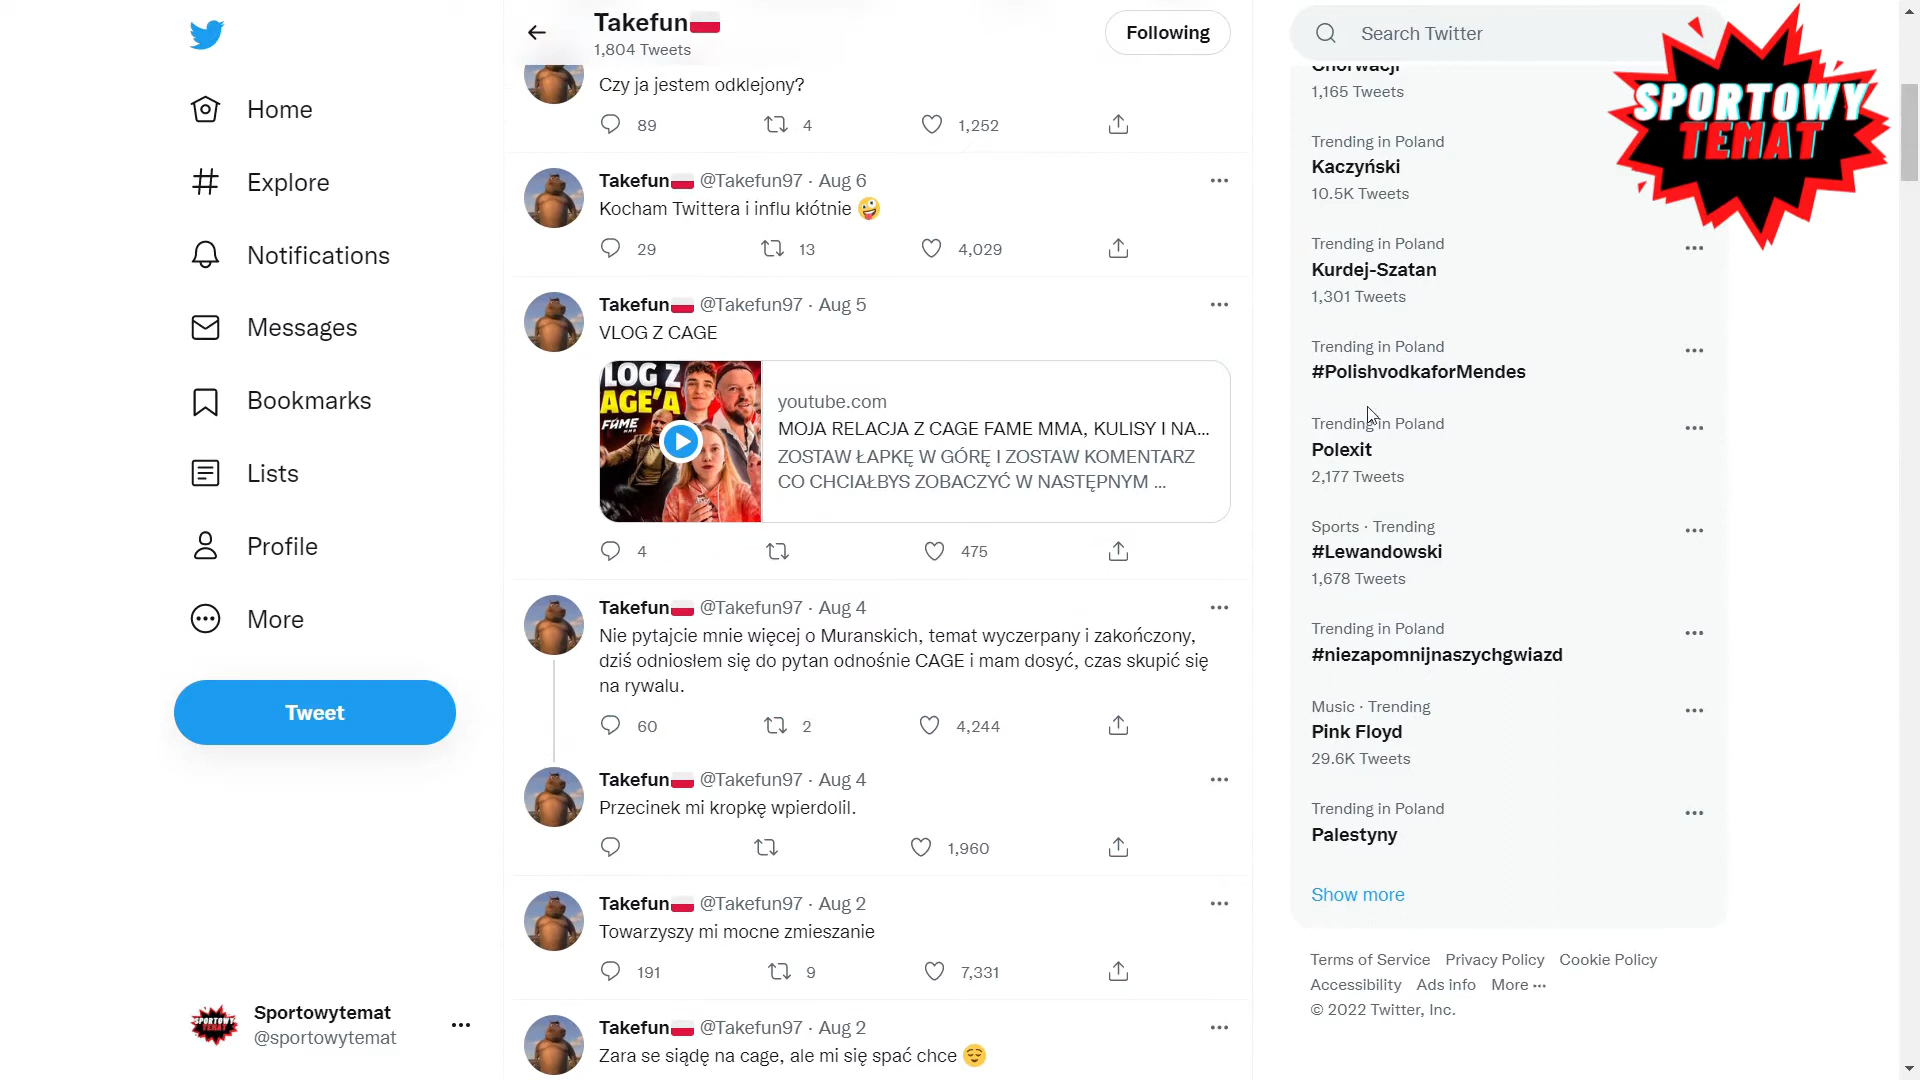 Home
Explore
Notifications
Messages
Bookmarks
Lists
Profile
More
Tweet
SPORTOWY
TEMAT
Sportowytemat
@sportowytemat
Takefun🇵🇱
1,804 Tweets
Following
Czy ja jestem odklejony?
89 4 1,252
Takefun🇵🇱 @Takefun97 · Aug 6
Kocham Twittera i influ kłótnie 🤪
29 13 4,029
Takefun🇵🇱 @Takefun97 · Aug 5
VLOG Z CAGE
LOG Z
AGE'A
FAME
youtube.com
MOJA RELACJA Z CAGE FAME MMA, KULISY I NA...
ZOSTAW ŁAPKĘ W GÓRĘ I ZOSTAW KOMENTARZ
CO CHCIAŁBYS ZOBACZYĆ W NASTĘPNYM ...
4 475
Takefun🇵🇱 @Takefun97 · Aug 4
Nie pytajcie mnie więcej o Muranskich, temat wyczerpany i zakończony,
dziś odniosłem się do pytan odnośnie CAGE i mam dosyć, czas skupić się
na rywalu.
60 2 4,244
Takefun🇵🇱 @Takefun97 · Aug 4
Przecinek mi kropkę wpierdolil.
1,960
Takefun🇵🇱 @Takefun97 · Aug 2
Towarzyszy mi mocne zmieszanie
191 9 7,331
Takefun🇵🇱 @Takefun97 · Aug 2
Zara se siądę na cage, ale mi się spać chce 😌
Search Twitter
Chorwacji
1,165 Tweets
Trending in Poland
Kaczyński
10.5K Tweets
Trending in Poland
Kurdej-Szatan
1,301 Tweets
Trending in Poland
#PolishvodkaforMendes
Trending in Poland
Polexit
2,177 Tweets
Sports · Trending
#Lewandowski
1,678 Tweets
Trending in Poland
#niezapomnijnaszychgwiazd
Music · Trending
Pink Floyd
29.6K Tweets
Trending in Poland
Palestyny
Show more
Terms of Service Privacy Policy Cookie Policy
Accessibility Ads info More ···
© 2022 Twitter, Inc.
SPORTOWY
TEMAT